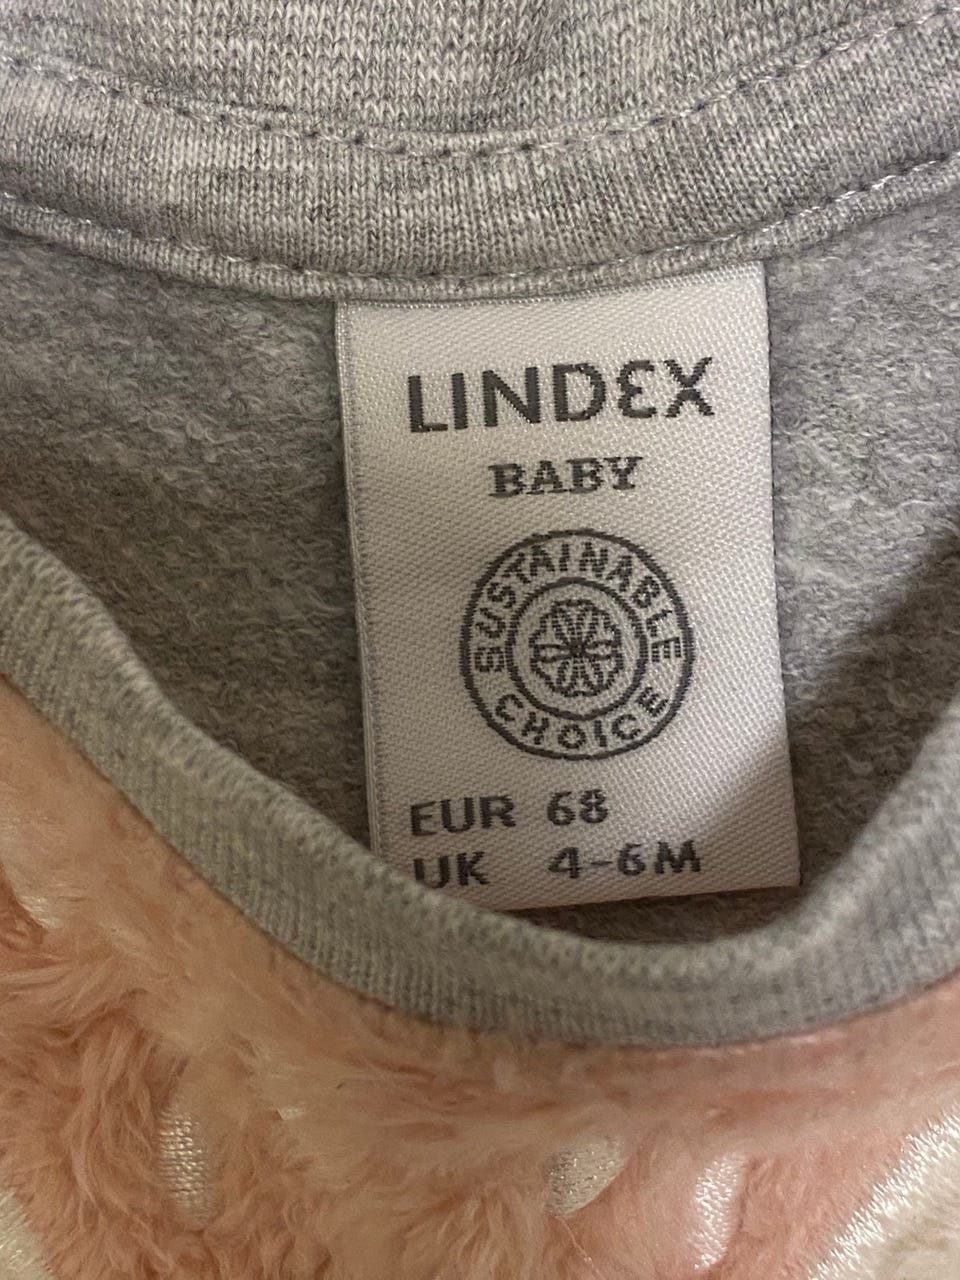 LINDEX
BABY
SUSTAINABLE
CHOICE
EUR 68
UK 4-6M